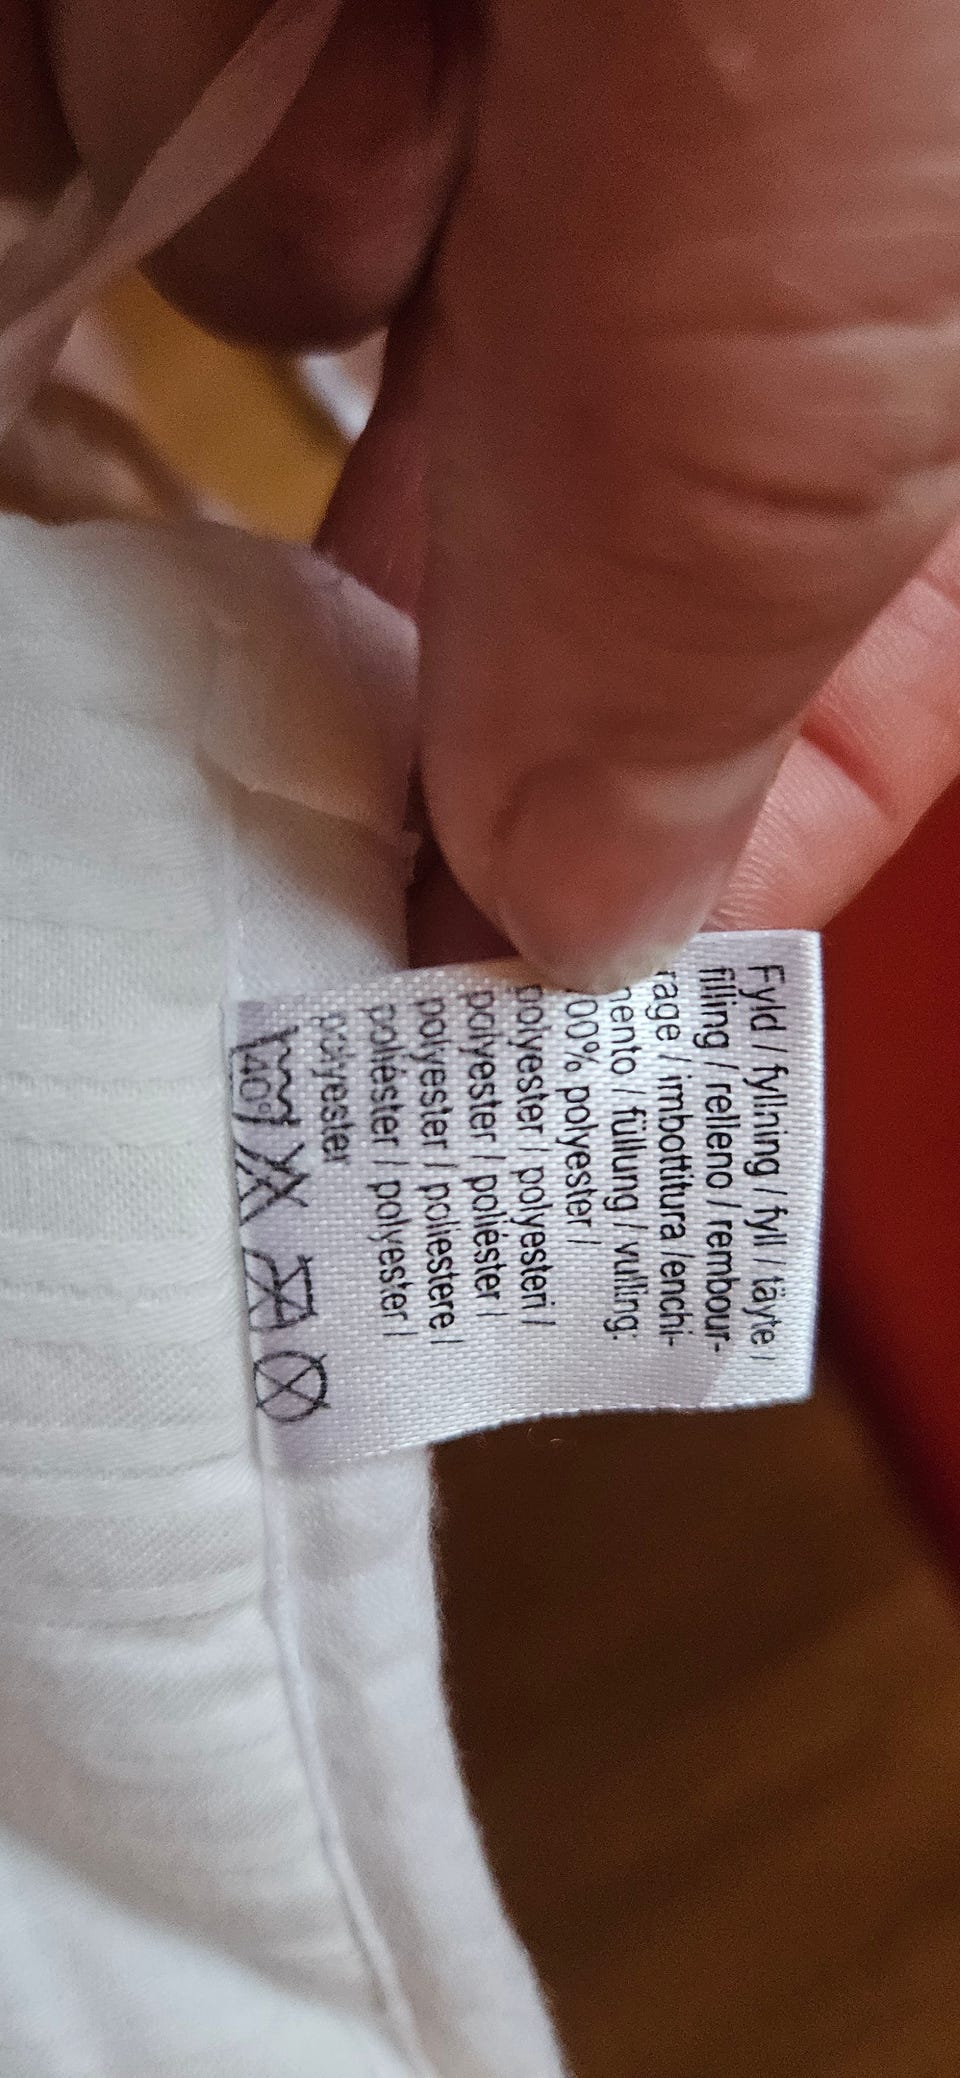 Fyld / fyllning / fyll / täyte /
filling / relleno / rembour-
rage / imbottitura /enchi-
mento / füllung / vulling:
00% polyester /
polyester / polyesteri /
polyester / poliéster /
polyester / poliestere /
poliéster / polyester /
polyester
40°